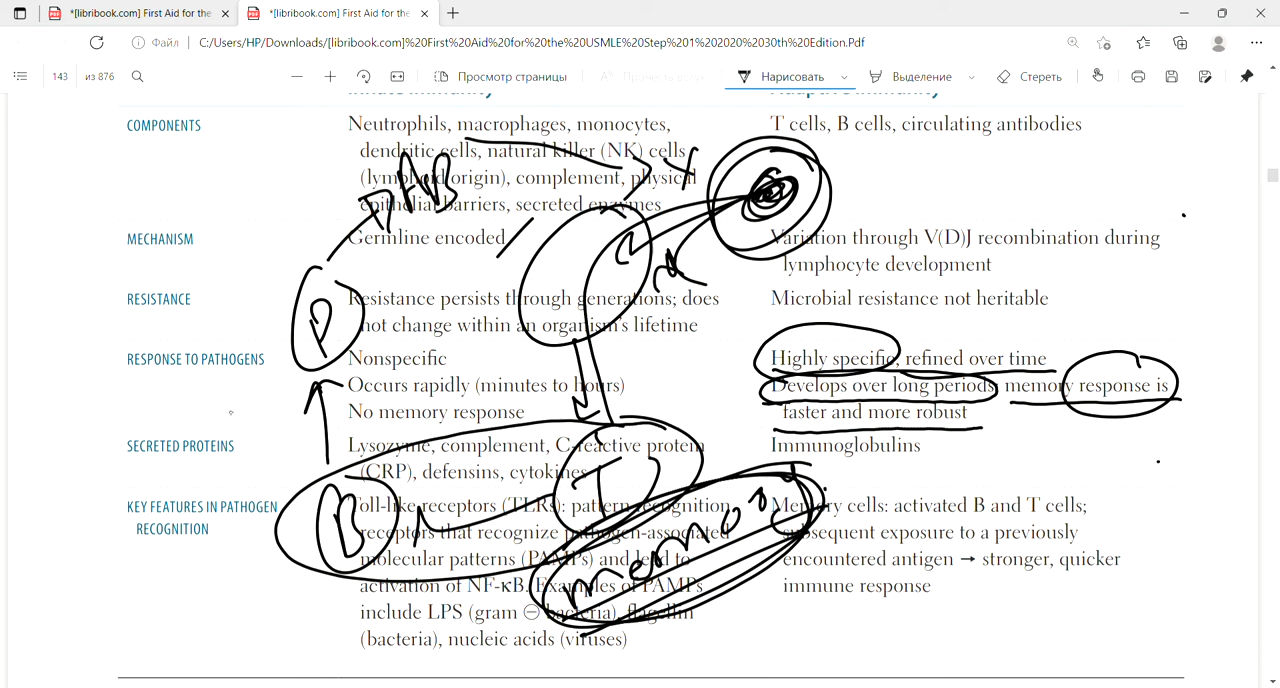 *[libribook.com] First Aid for the
*[libribook.com] First Aid for the
Файл C:/Users/HP/Downloads/[libribook.com]%20First%20Aid%20for%20the%20USMLE%20Step%201%202020%2030th%20Edition.Pdf
143 из 876 Просмотр страницы Нарисовать Выделение Стереть
COMPONENTS
Neutrophils, macrophages, monocytes,
dendritic cells, natural killer (NK) cells
(lymphoid origin), complement, physical
epithelial barriers, secreted enzymes
T cells, B cells, circulating antibodies
MECHANISM
Germline encoded
Variation through V(D)J recombination during
lymphocyte development
RESISTANCE
Resistance persists through generations; does
not change within an organism's lifetime
Microbial resistance not heritable
RESPONSE TO PATHOGENS
Nonspecific
Occurs rapidly (minutes to hours)
No memory response
Highly specific, refined over time
Develops over long periods; memory response is
faster and more robust
SECRETED PROTEINS
Lysozyme, complement, C-reactive protein
(CRP), defensins, cytokines
Immunoglobulins
KEY FEATURES IN PATHOGEN
RECOGNITION
Toll-like receptors (TLRs): pattern recognition
receptors that recognize pathogen-associated
molecular patterns (PAMPs) and lead to
activation of NF-κB. Examples of PAMPs
include LPS (gram ⊖ bacteria), flagellin
(bacteria), nucleic acids (viruses)
Memory cells: activated B and T cells;
subsequent exposure to a previously
encountered antigen → stronger, quicker
immune response
P
B
T
memory